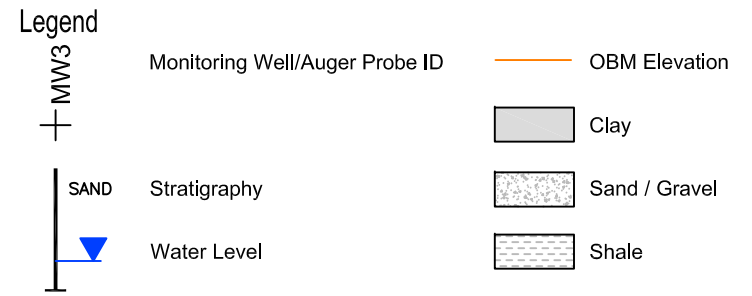 Legend
MW3
Monitoring Well/Auger Probe ID
SAND
Stratigraphy
Water Level
OBM Elevation
Clay
Sand / Gravel
Shale